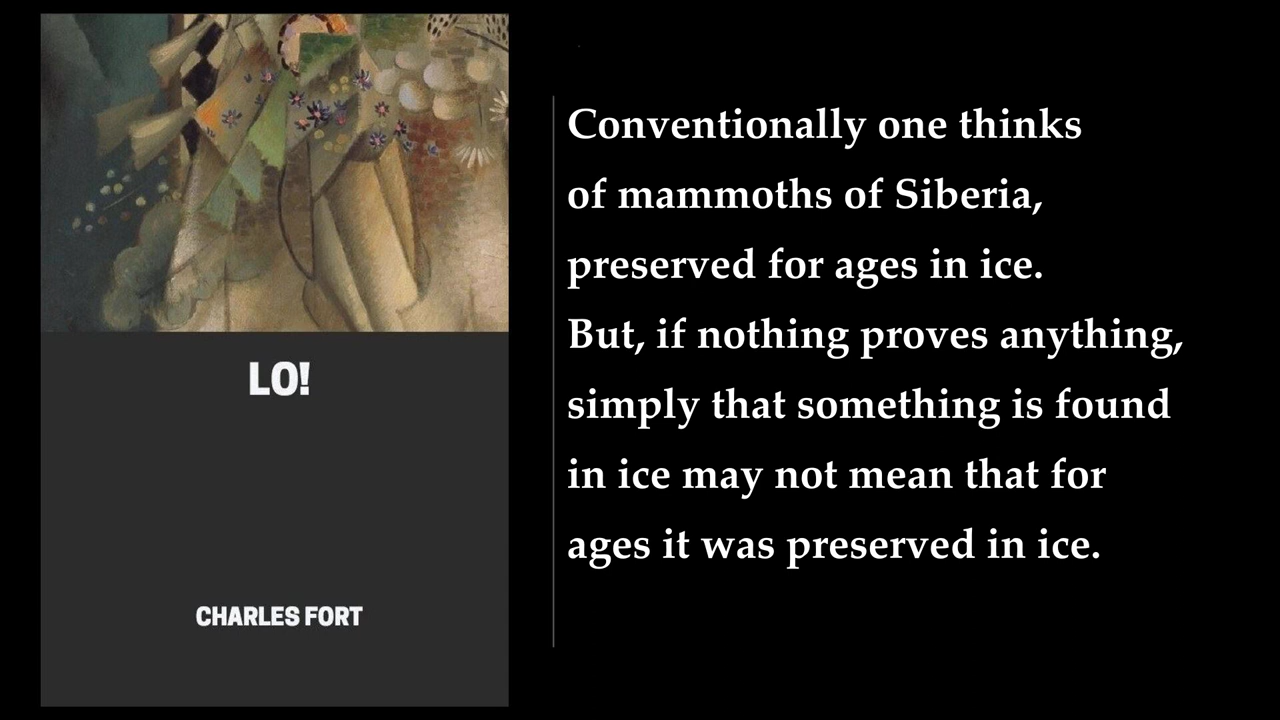 LO!
CHARLES FORT
Conventionally one thinks
of mammoths of Siberia,
preserved for ages in ice.
But, if nothing proves anything,
simply that something is found
in ice may not mean that for
ages it was preserved in ice.